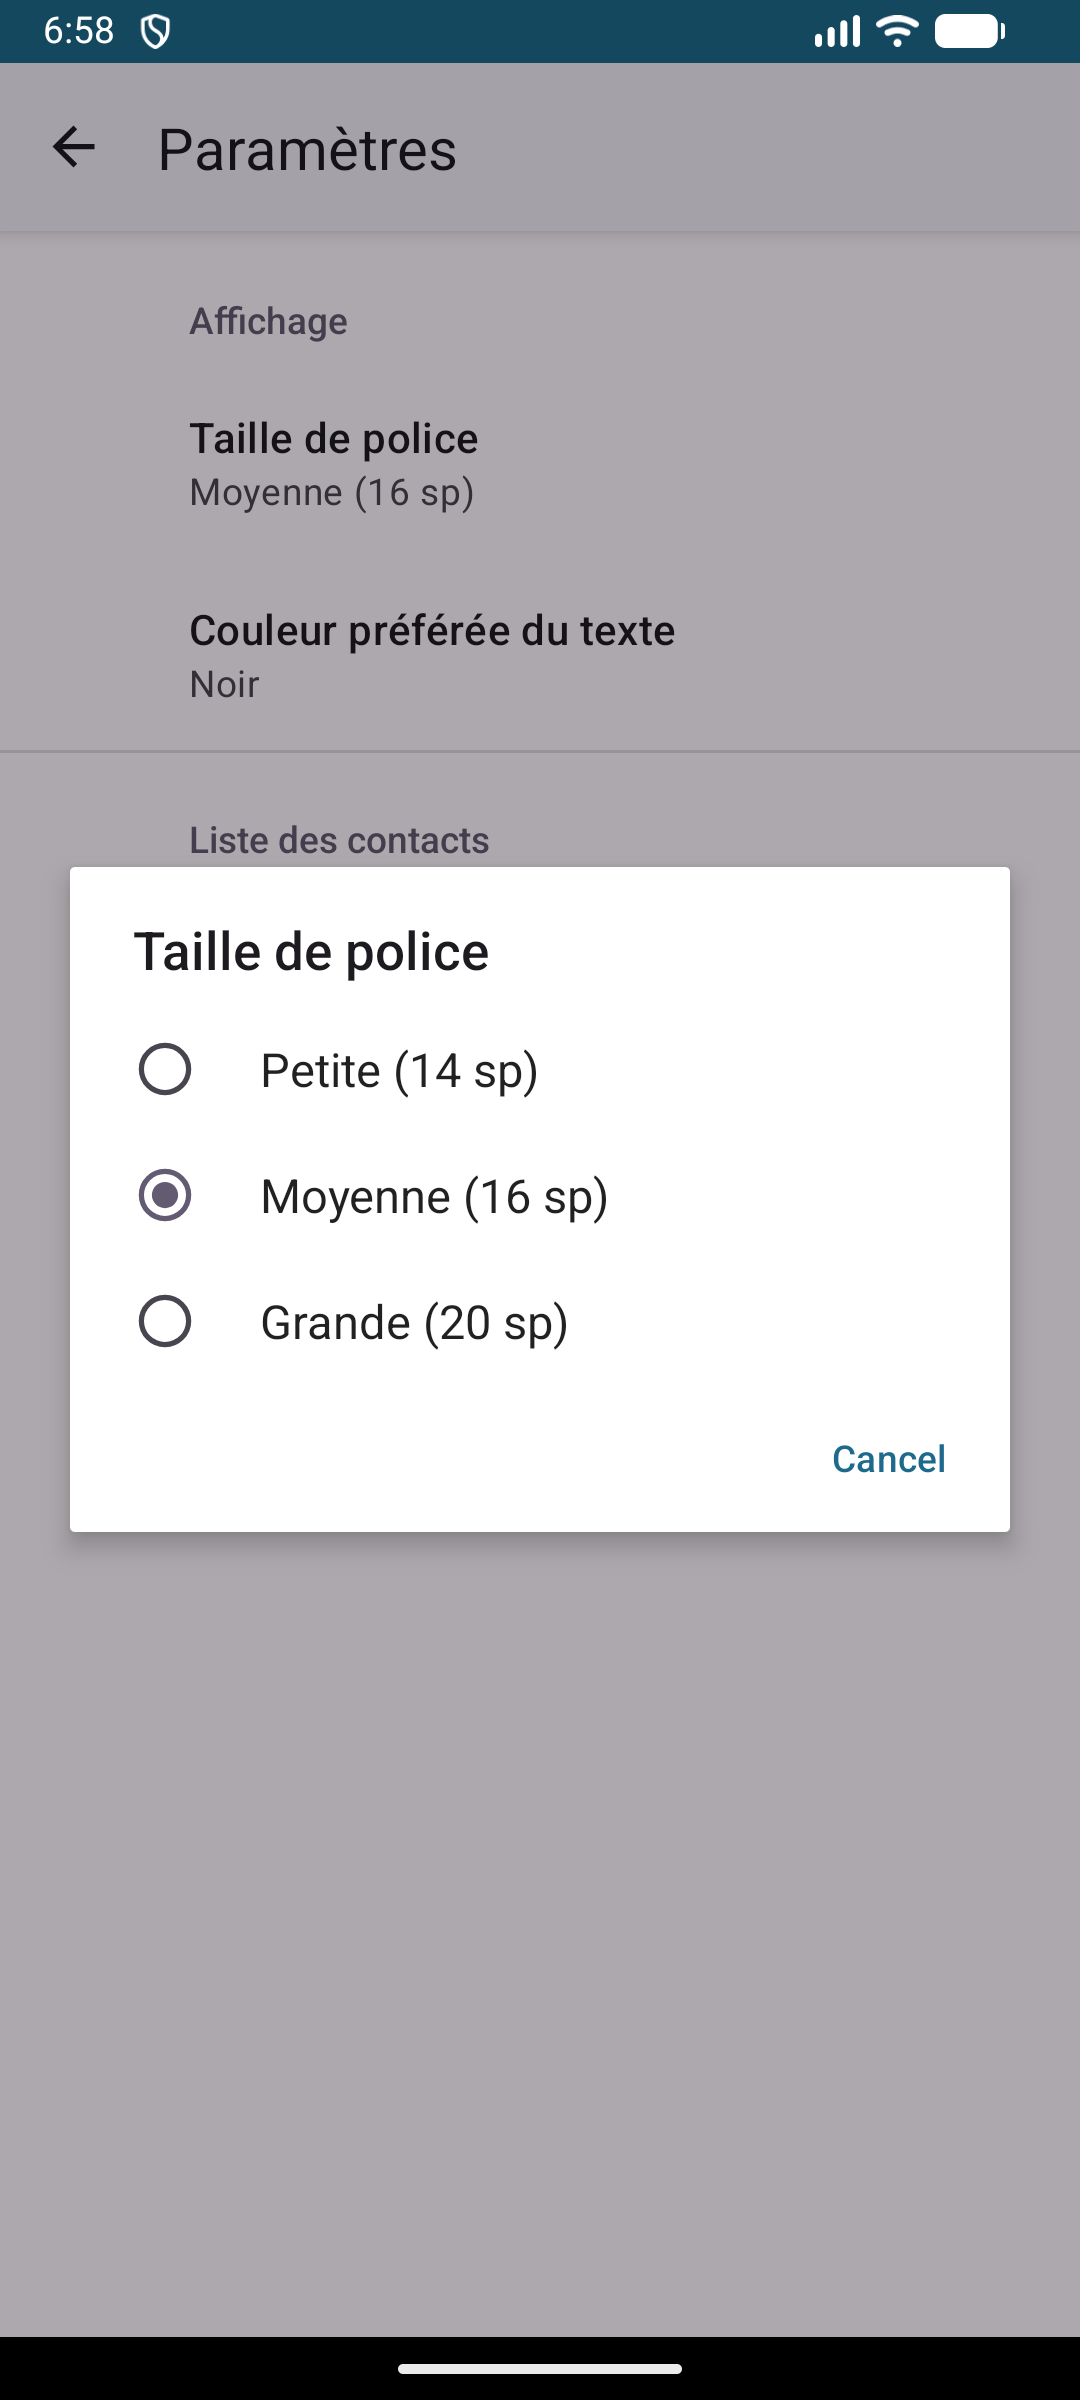 6:58
Paramètres
Affichage
Taille de police
Moyenne (16 sp)
Couleur préférée du texte
Noir
Liste des contacts
Taille de police
Petite (14 sp)
Moyenne (16 sp)
Grande (20 sp)
Cancel